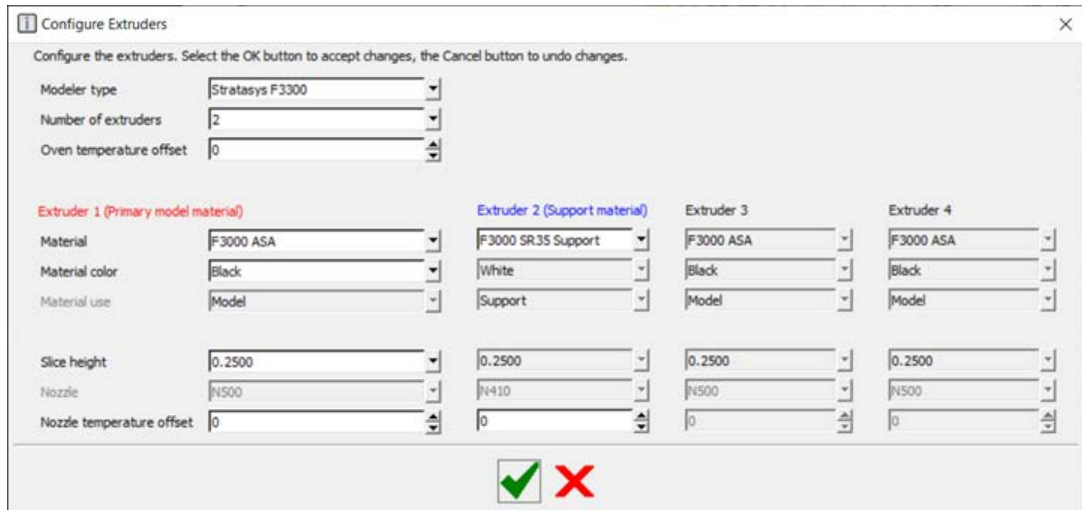 Configure Extruders
Configure the extruders. Select the OK button to accept changes, the Cancel button to undo changes.
Modeler type Stratasys F3300
Number of extruders 2
Oven temperature offset 0
Extruder 1 (Primary model material) Extruder 2 (Support material) Extruder 3 Extruder 4
Material F3000 ASA F3000 SR35 Support F3000 ASA F3000 ASA
Material color Black White Black Black
Material use Model Support Model Model
Slice height 0.2500 0.2500 0.2500 0.2500
Nozzle N500 N410 N500 N500
Nozzle temperature offset 0 0 0 0